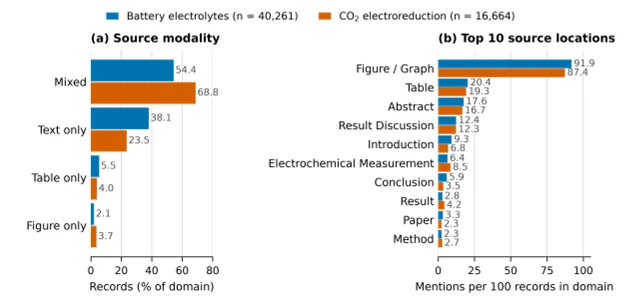 Battery electrolytes (n = 40,261) CO₂ electroreduction (n = 16,664)
(a) Source modality
Mixed 54.4
68.8
Text only 38.1
23.5
Table only 5.5
4.0
Figure only 2.1
3.7
0 20 40 60 80
Records (% of domain)
(b) Top 10 source locations
Figure / Graph 91.9
87.4
Table 20.4
19.3
Abstract 17.6
16.7
Result Discussion 12.4
12.3
Introduction 9.3
6.8
Electrochemical Measurement 6.4
8.5
Conclusion 5.9
3.5
Result 2.8
4.2
Paper 3.3
2.3
Method 2.3
2.7
0 25 50 75 100
Mentions per 100 records in domain